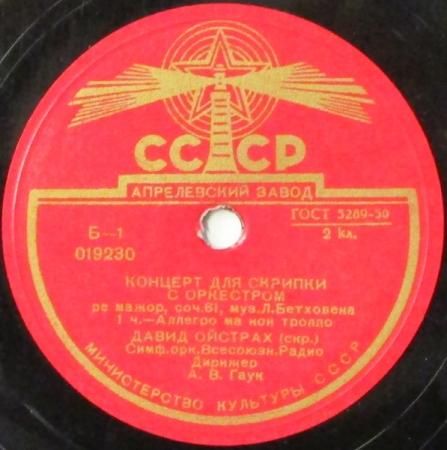 СССР
АПРЕЛЕВСКИЙ ЗАВОД
Б—1
019230
ГОСТ 5289-50
2 кл.
КОНЦЕРТ ДЛЯ СКРИПКИ
С ОРКЕСТРОМ
ре мажор, соч.61, муз.Л.Бетховена
1 ч.—Аллегро ма нон троппо
ДАВИД ОЙСТРАХ (скр.)
Симф.орк.Всесоюзн.Радио
Дирижер
А. В. Гаук
МИНИСТЕРСТВО КУЛЬТУРЫ СССР